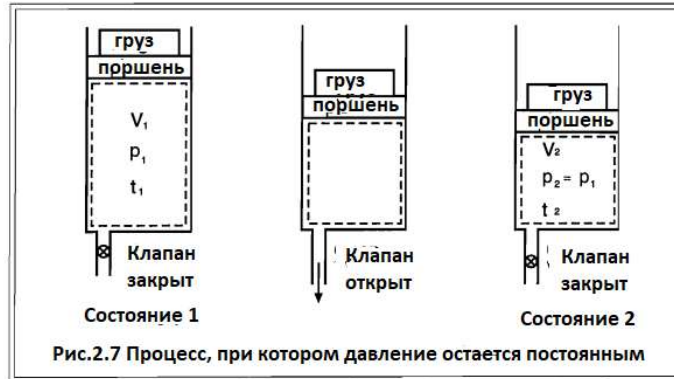 груз
поршень
V₁
p₁
t₁
Клапан
закрыт
Состояние 1
груз
поршень
Клапан
открыт
груз
поршень
V₂
p₂ = p₁
t₂
Клапан
закрыт
Состояние 2
Рис.2.7 Процесс, при котором давление остается постоянным